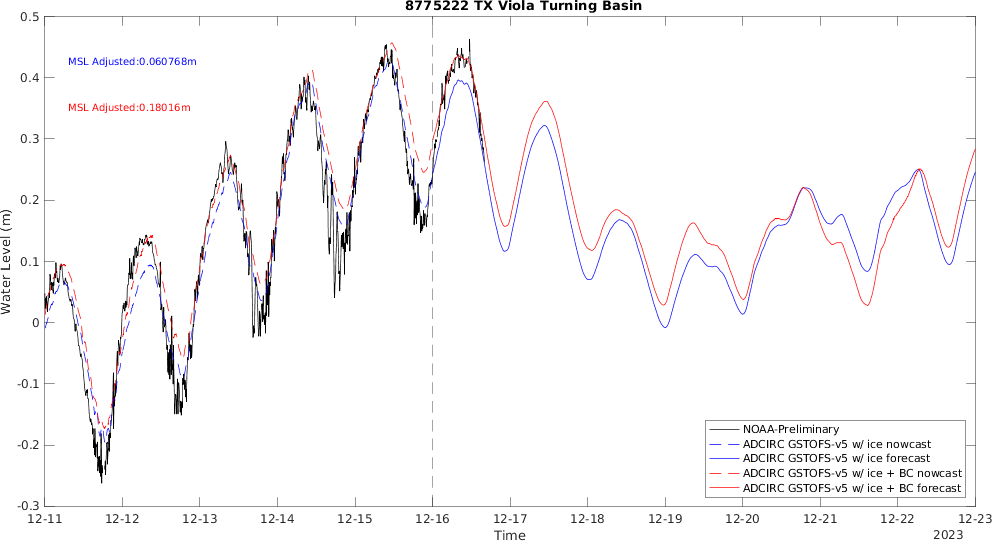 8775222 TX Viola Turning Basin
MSL Adjusted:0.060768m
MSL Adjusted:0.18016m
Water Level (m)
0.5
0.4
0.3
0.2
0.1
0
-0.1
-0.2
-0.3
NOAA-Preliminary
ADCIRC GSTOFS-v5 w/ ice nowcast
ADCIRC GSTOFS-v5 w/ ice forecast
ADCIRC GSTOFS-v5 w/ ice + BC nowcast
ADCIRC GSTOFS-v5 w/ ice + BC forecast
12-11 12-12 12-13 12-14 12-15 12-16 12-17 12-18 12-19 12-20 12-21 12-22 12-23
Time
2023